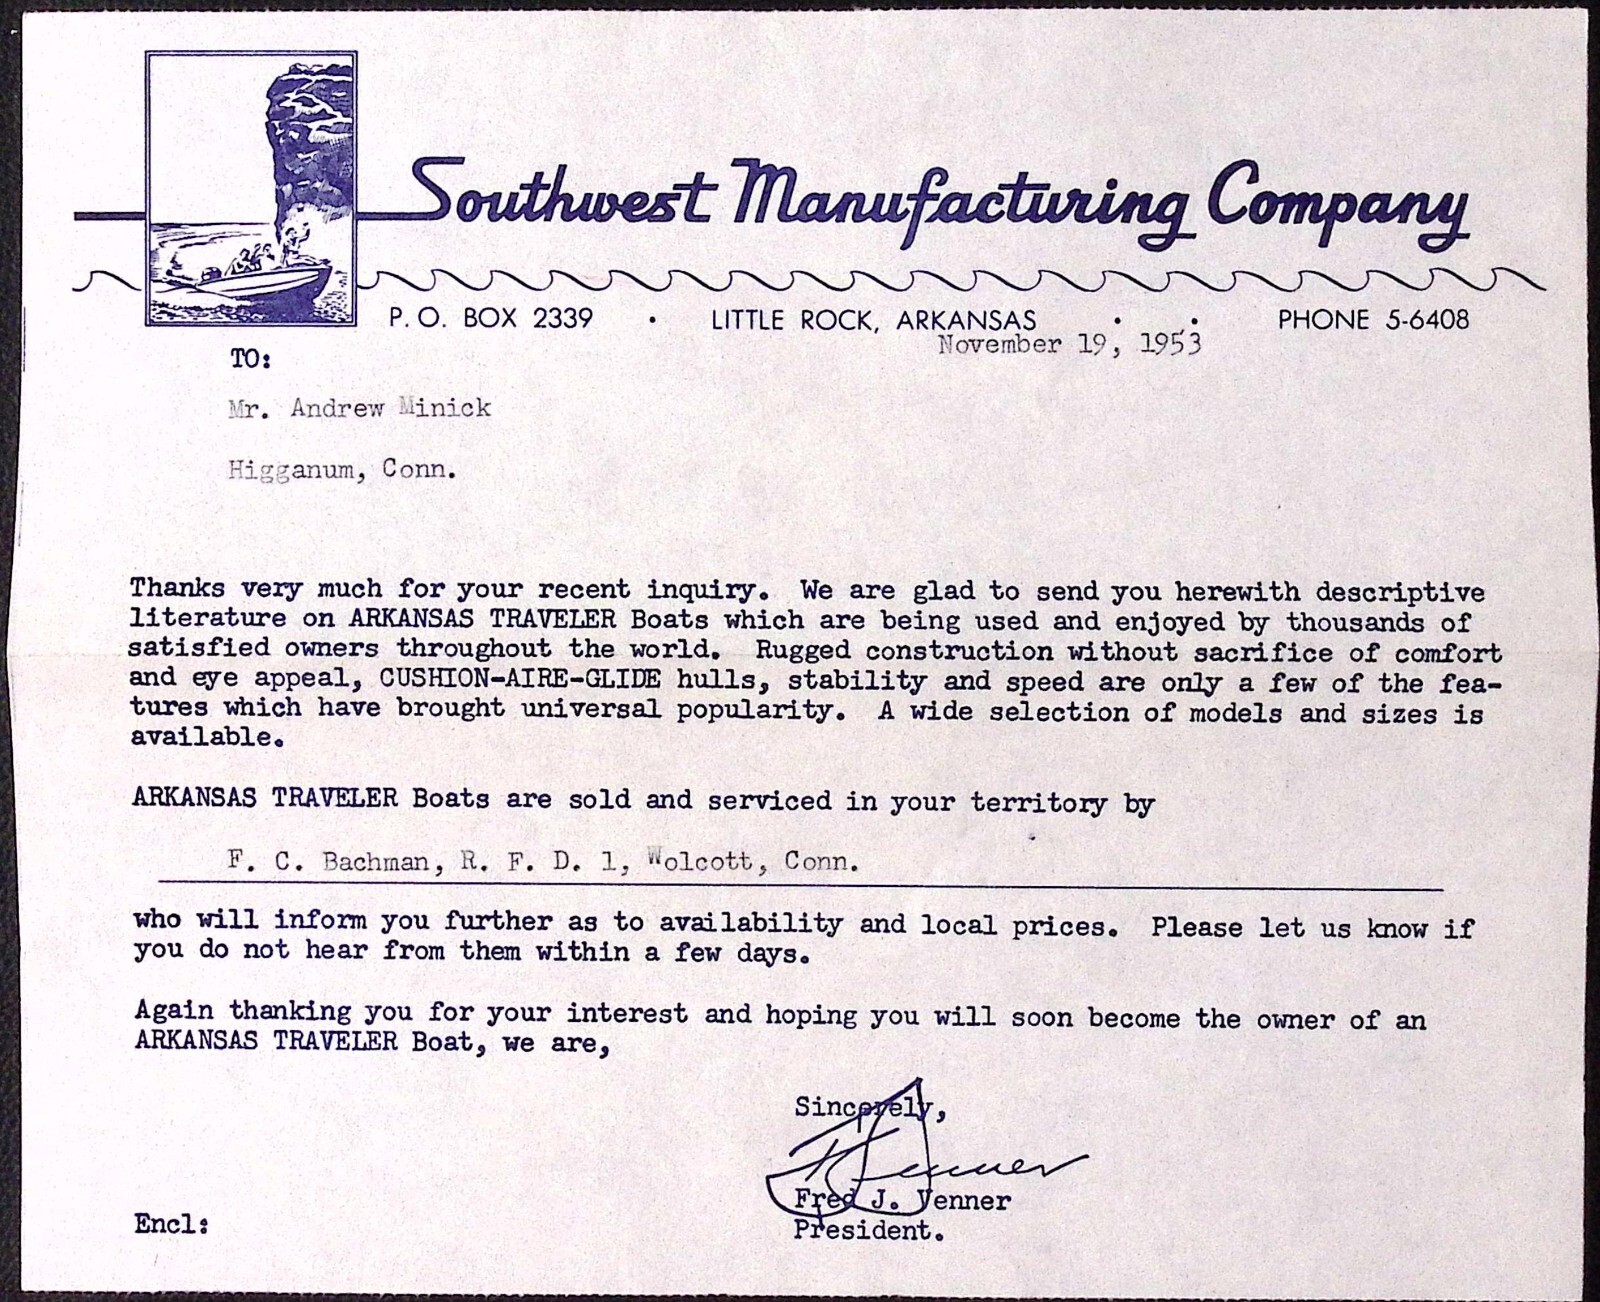 Southwest Manufacturing Company
P. O. BOX 2339 • LITTLE ROCK, ARKANSAS • • PHONE 5-6408
November 19, 1953
TO:
Mr. Andrew Minick
Higganum, Conn.
Thanks very much for your recent inquiry. We are glad to send you herewith descriptive
literature on ARKANSAS TRAVELER Boats which are being used and enjoyed by thousands of
satisfied owners throughout the world. Rugged construction without sacrifice of comfort
and eye appeal, CUSHION-AIRE-GLIDE hulls, stability and speed are only a few of the fea-
tures which have brought universal popularity. A wide selection of models and sizes is
available.
ARKANSAS TRAVELER Boats are sold and serviced in your territory by
F. C. Bachman, R. F. D. 1, Wolcott, Conn.
who will inform you further as to availability and local prices. Please let us know if
you do not hear from them within a few days.
Again thanking you for your interest and hoping you will soon become the owner of an
ARKANSAS TRAVELER Boat, we are,
Sincerely,
FJVenner
Fred J. Venner
President.
Encl: